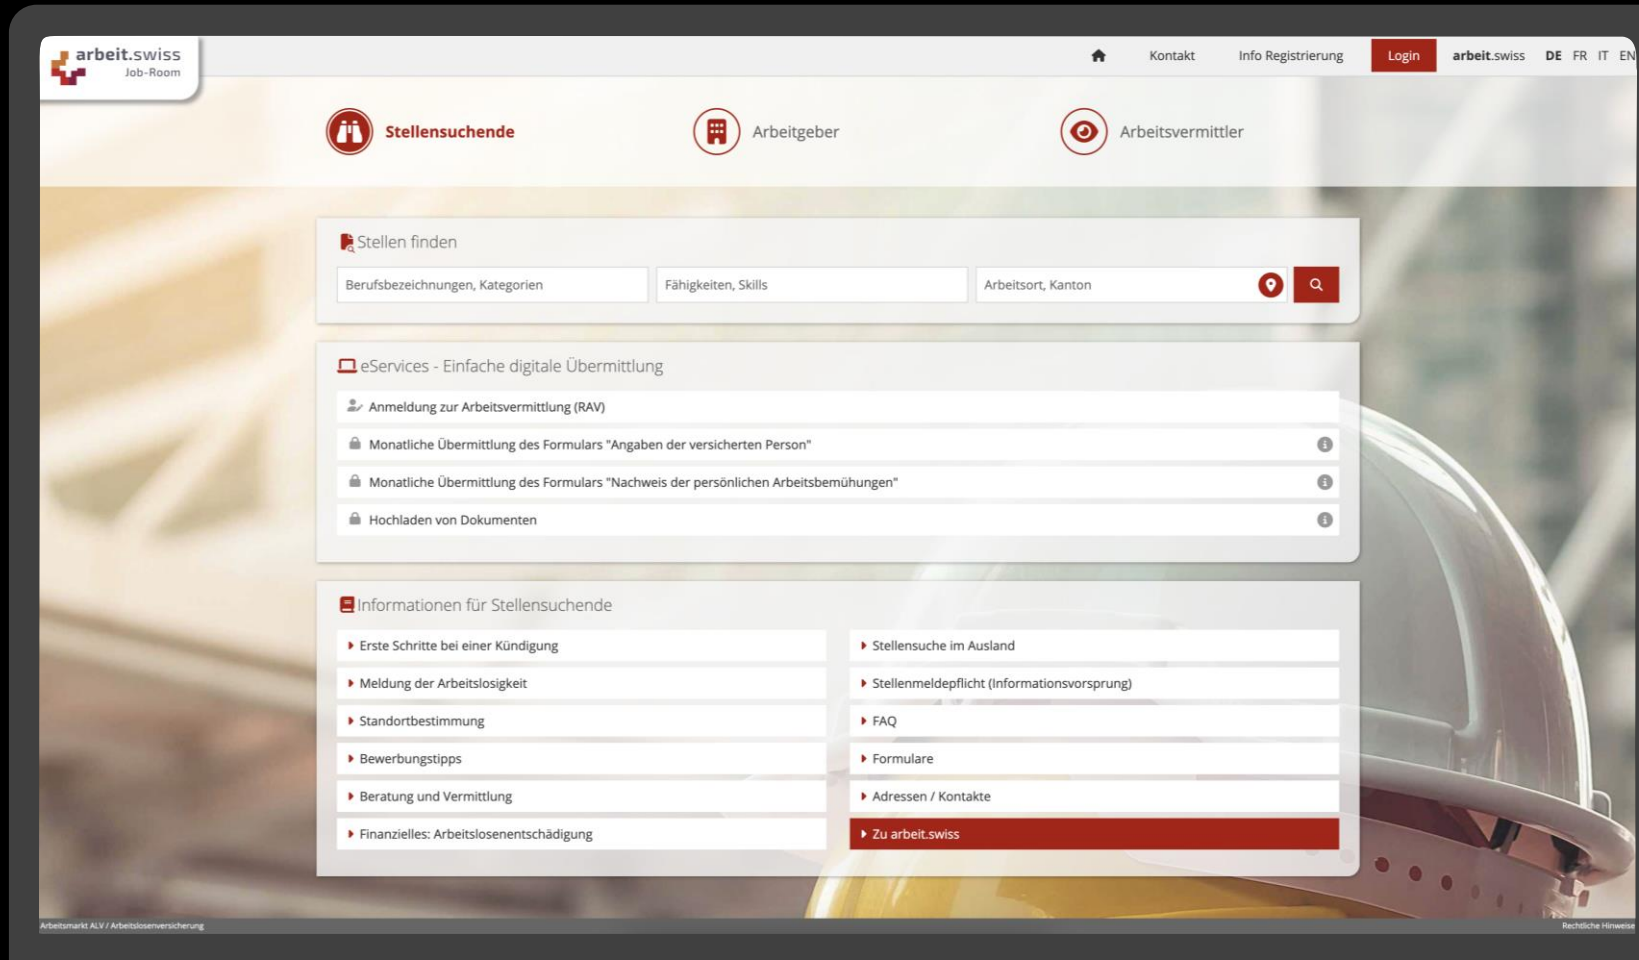 arbeit.swiss
Job-Room
Kontakt
Info Registrierung
Login
arbeit.swiss
DE FR IT EN
Stellensuchende
Arbeitgeber
Arbeitsvermittler
Stellen finden
Berufsbezeichnungen, Kategorien
Fähigkeiten, Skills
Arbeitsort, Kanton
eServices - Einfache digitale Übermittlung
Anmeldung zur Arbeitsvermittlung (RAV)
Monatliche Übermittlung des Formulars "Angaben der versicherten Person"
Monatliche Übermittlung des Formulars "Nachweis der persönlichen Arbeitsbemühungen"
Hochladen von Dokumenten
Informationen für Stellensuchende
Erste Schritte bei einer Kündigung
Meldung der Arbeitslosigkeit
Standortbestimmung
Bewerbungstipps
Beratung und Vermittlung
Finanzielles: Arbeitslosenentschädigung
Stellensuche im Ausland
Stellenmeldepflicht (Informationsvorsprung)
FAQ
Formulare
Adressen / Kontakte
Zu arbeit.swiss
Arbeitsmarkt ALV / Arbeitslosenversicherung
Rechtliche Hinweise